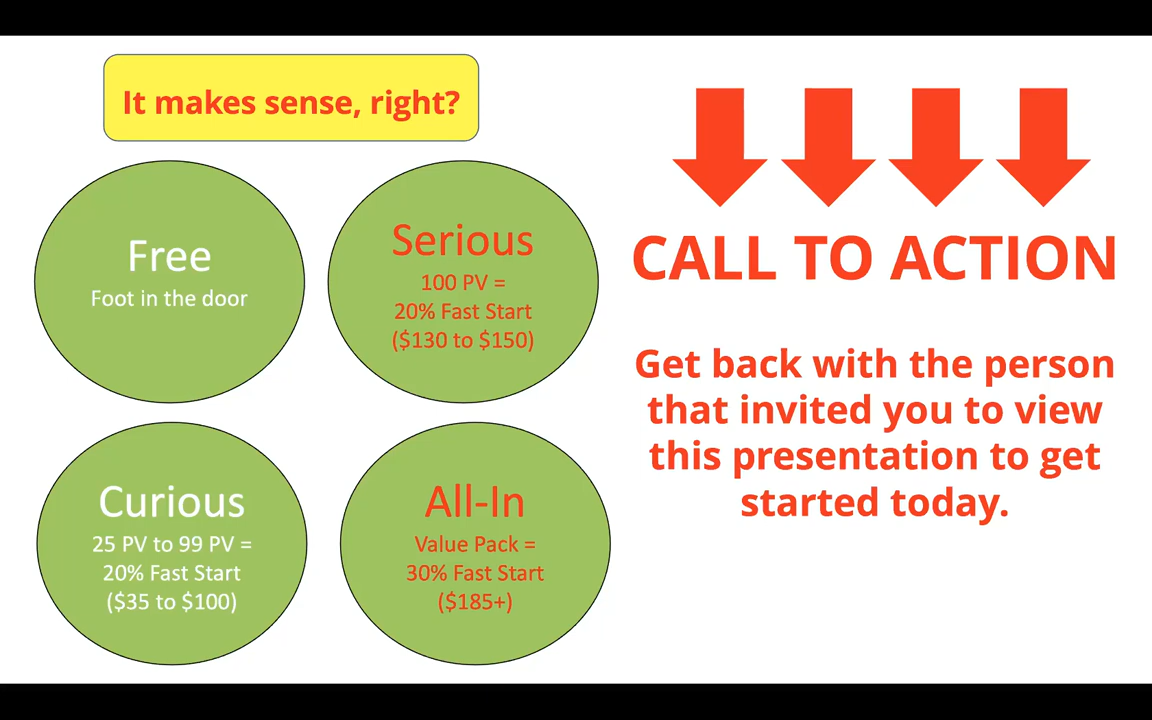 It makes sense, right?
Free
Foot in the door
Serious
100 PV =
20% Fast Start
($130 to $150)
Curious
25 PV to 99 PV =
20% Fast Start
($35 to $100)
All-In
Value Pack =
30% Fast Start
($185+)
CALL TO ACTION
Get back with the person
that invited you to view
this presentation to get
started today.